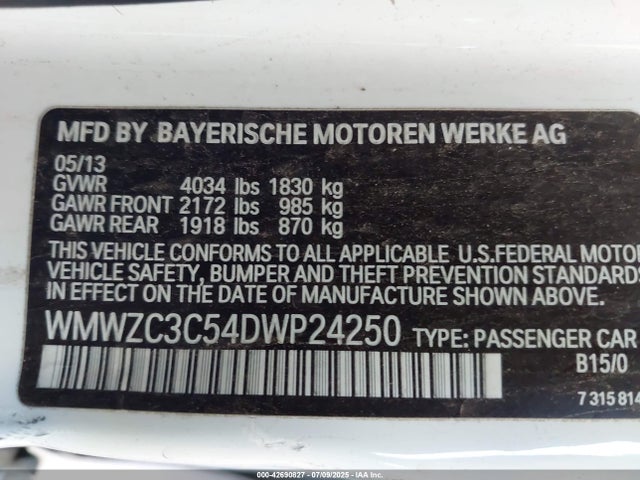 MFD BY BAYERISCHE MOTOREN WERKE AG
05/13
GVWR 4034 lbs 1830 kg
GAWR FRONT 2172 lbs 985 kg
GAWR REAR 1918 lbs 870 kg
THIS VEHICLE CONFORMS TO ALL APPLICABLE U.S.FEDERAL MOTOR
VEHICLE SAFETY, BUMPER AND THEFT PREVENTION STANDARDS
IN EFFECT ON THE DATE OF MANUFACTURE SHOWN ABOVE.
WMWZC3C54DWP24250 TYPE: PASSENGER CAR
B15/0
7 315 814
000-42690827 - 07/09/2025 - IAAI.COM